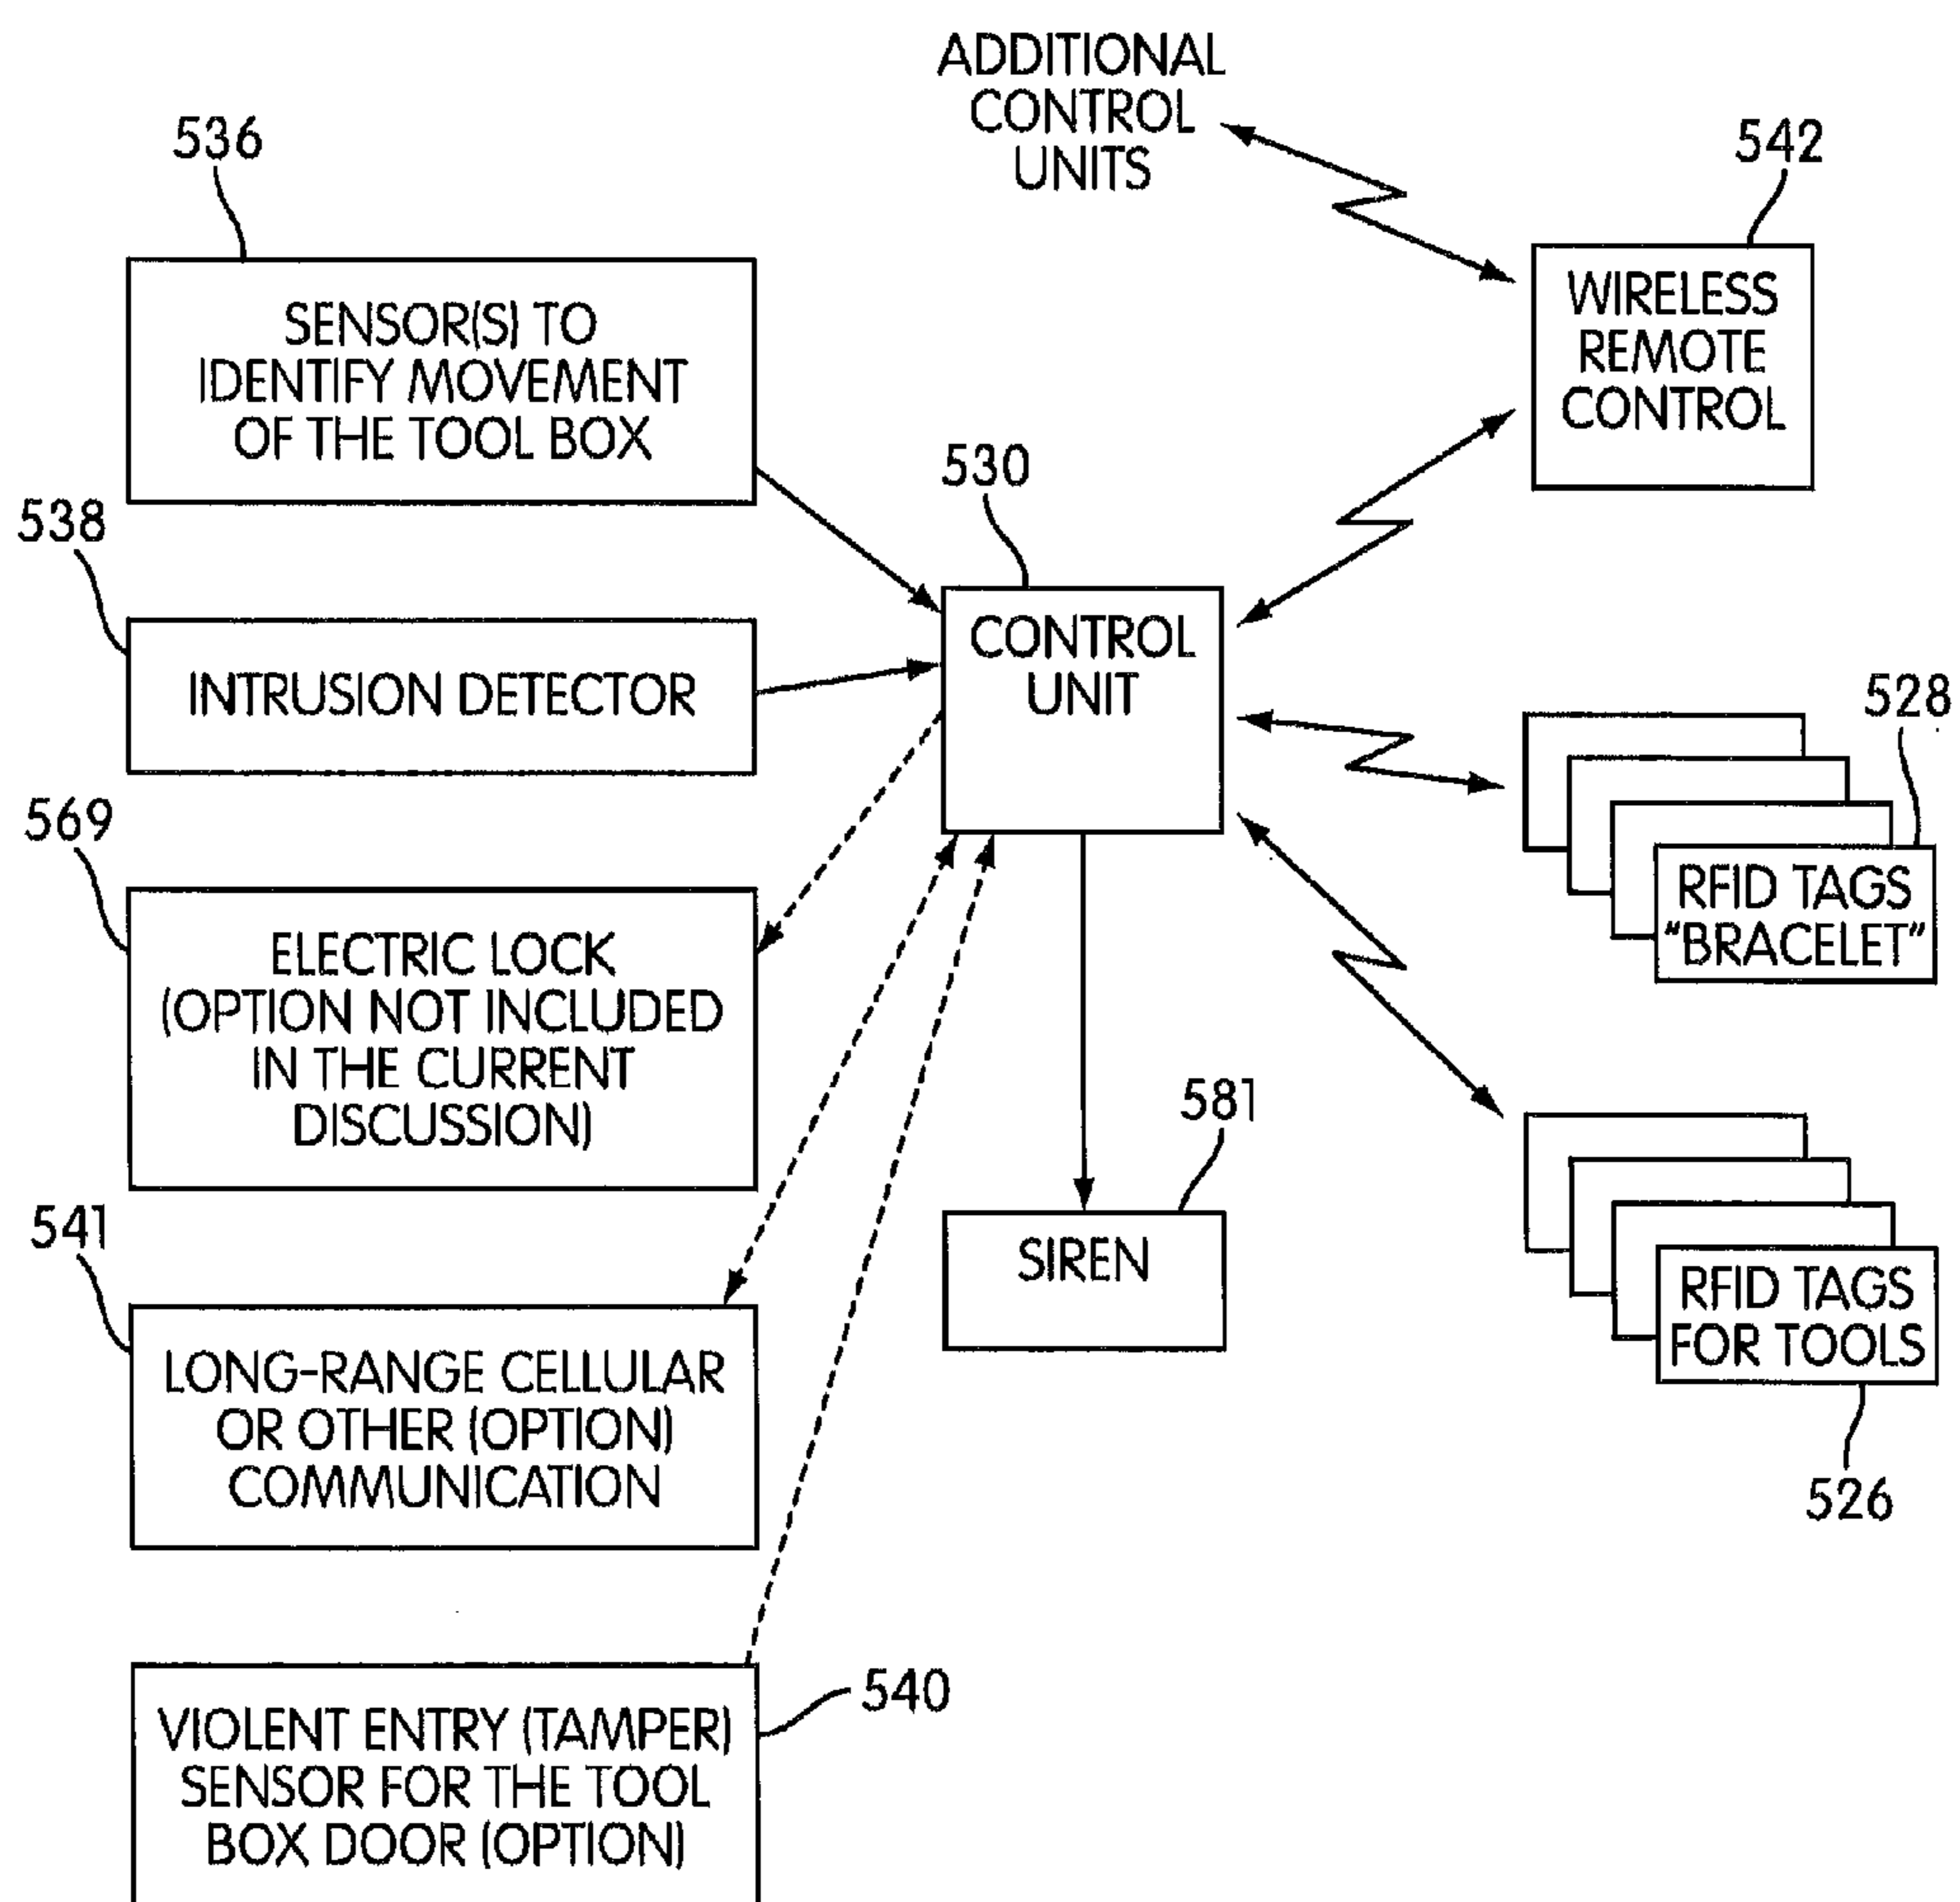 ADDITIONAL
CONTROL
UNITS
536
542
SENSOR(S) TO
IDENTIFY MOVEMENT
OF THE TOOL BOX
WIRELESS
REMOTE
CONTROL
530
538
CONTROL
UNIT
INTRUSION DETECTOR
528
RFID TAGS
"BRACELET"
569
ELECTRIC LOCK
(OPTION NOT INCLUDED
IN THE CURRENT
DISCUSSION)
581
SIREN
541
RFID TAGS
FOR TOOLS
526
LONG-RANGE CELLULAR
OR OTHER (OPTION)
COMMUNICATION
540
VIOLENT ENTRY (TAMPER)
SENSOR FOR THE TOOL
BOX DOOR (OPTION)